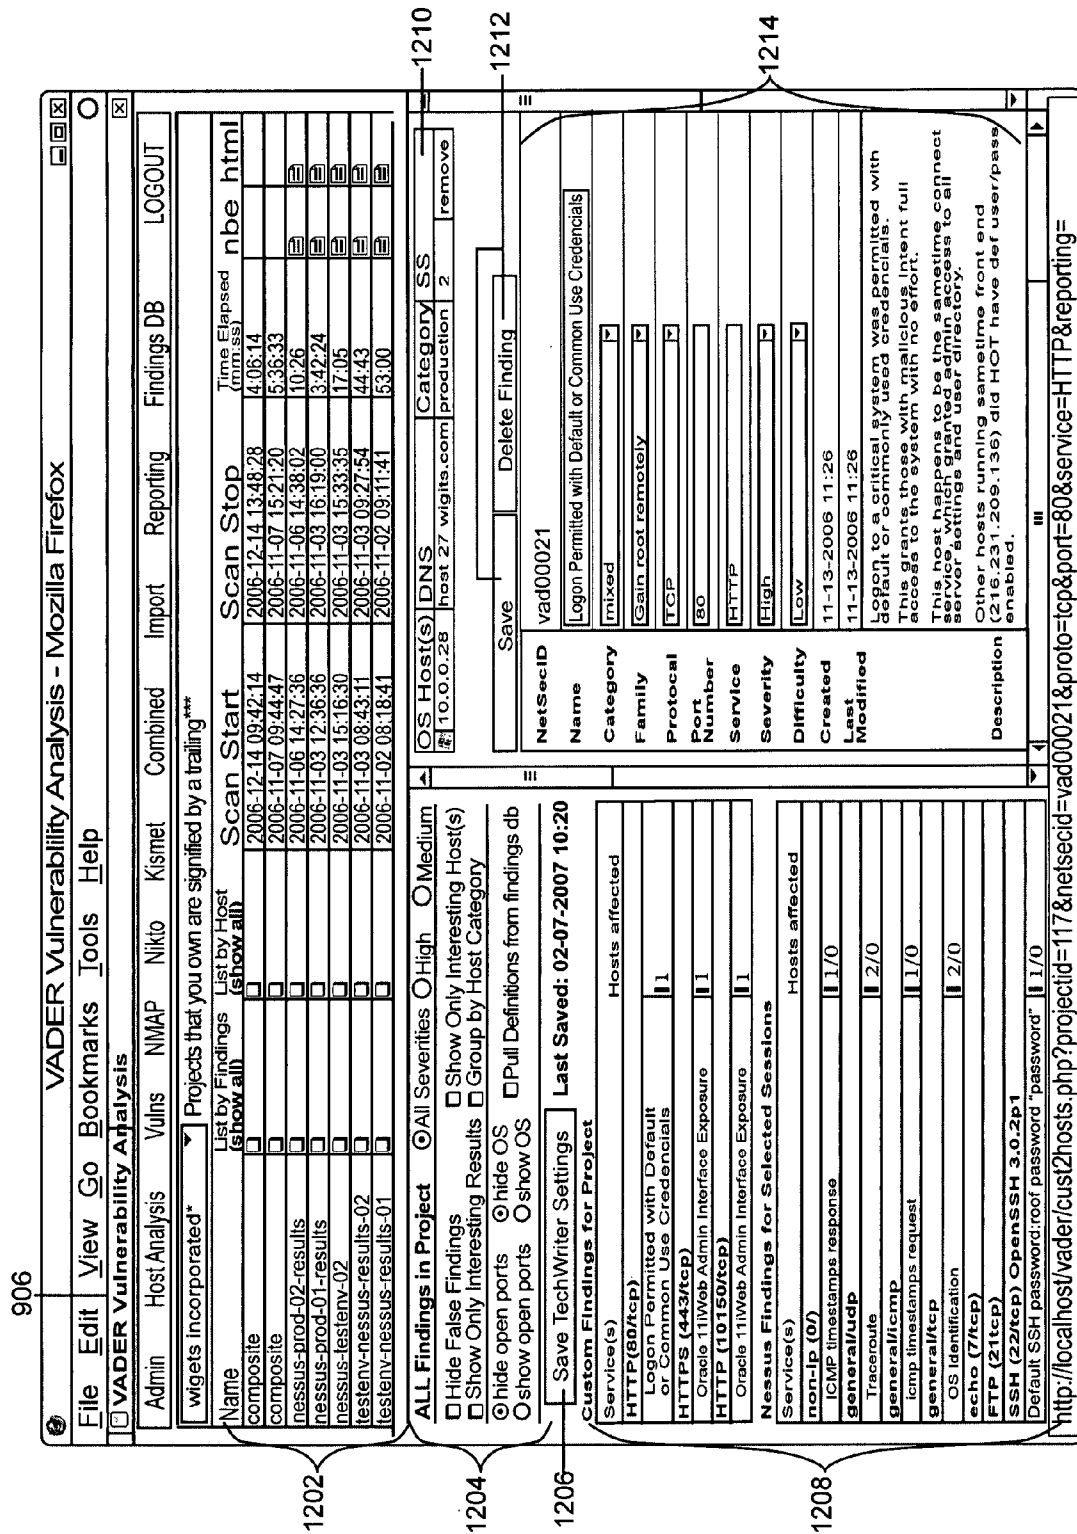 906
VADER Vulnerability Analysis - Mozilla Firefox
File Edit View Go Bookmarks Tools Help
VADER Vulnerability Analysis
Admin Host Analysis Vulns NMAP Nikto Kismet Combined Import Reporting Findings DB LOGOUT
wigets incorporated* Projects that you own are signified by a trailing***
Name List by Findings (show all) List by Host (show all) Scan Start Scan Stop Time Elapsed (mm:ss) nbe html
composite 2006-12-14 09:42:14 2006-12-14 13:48:28 4:06:14
composite 2006-11-07 09:44:47 2006-11-07 15:21:20 5:36:33
nessus-prod-02-results 2006-11-06 14:27:36 2006-11-06 14:38:02 10:26
nessus-prod-01-results 2006-11-03 12:36:36 2006-11-03 16:19:00 3:42:24
nessus-testenv-02 2006-11-03 15:16:30 2006-11-03 15:33:35 17:05
testenv-nessus-results-02 2006-11-03 08:43:11 2006-11-03 09:27:54 44:43
testenv-nessus-results-01 2006-11-02 08:18:41 2006-11-02 09:11:41 53:00
1202
ALL Findings in Project All Severities High Medium
Hide False Findings Show Only Interesting Host(s)
Show Only Interesting Results Group by Host Category
hide open ports hide OS Pull Definitions from findings db
show open ports show OS
1204
Save TechWriter Settings Last Saved: 02-07-2007 10:20
1206
Custom Findings for Project
Service(s) Hosts affected
HTTP(80/tcp)
Logon Permitted with Default
or Common Use Credencials 1
HTTPS (443/tcp)
Oracle 11iWeb Admin Interface Exposure 1
HTTP (10150/tcp)
Oracle 11iWeb Admin Interface Exposure 1
Nessus Findings for Selected Sessions
Service(s) Hosts affected
non-ip (0/)
ICMP timestamps response 1/0
general/udp
Traceroute 2/0
general/icmp
icmp timestamps request 1/0
general/tcp
OS Identification 2/0
echo (7/tcp)
FTP (21tcp)
SSH (22/tcp) OpenSSH 3.0.2p1
Default SSH password:roof password "password" 1/0
1208
OS Host(s) DNS Category SS
10.0.0.28 host 27 wigits.com production 2 remove
1210
Save Delete Finding
1212
NetSecID vad00021
Name Logon Permitted with Default or Common Use Credencials
Category mixed
Family Gain root remotely
Protocal TCP
Port Number 80
Service HTTP
Severity High
Difficulty Low
Created 11-13-2006 11:26
Last Modified 11-13-2006 11:26
Description
Logon to a critical system was permitted with
default or commonly used credencials.
This grants those with malicious intent full
access to the system with no effort.
This host happens to be the sametime connect
service, which granted admin access to all
server settings and user directory.
Other hosts running sametime front end
(216.231.209.136) did HOT have def user/pass
enabled.
1214
http://localhost/vader/cust2hosts.php?projectid=117&netsecid=vad00021&proto=tcp&port=80&service=HTTP&reporting=